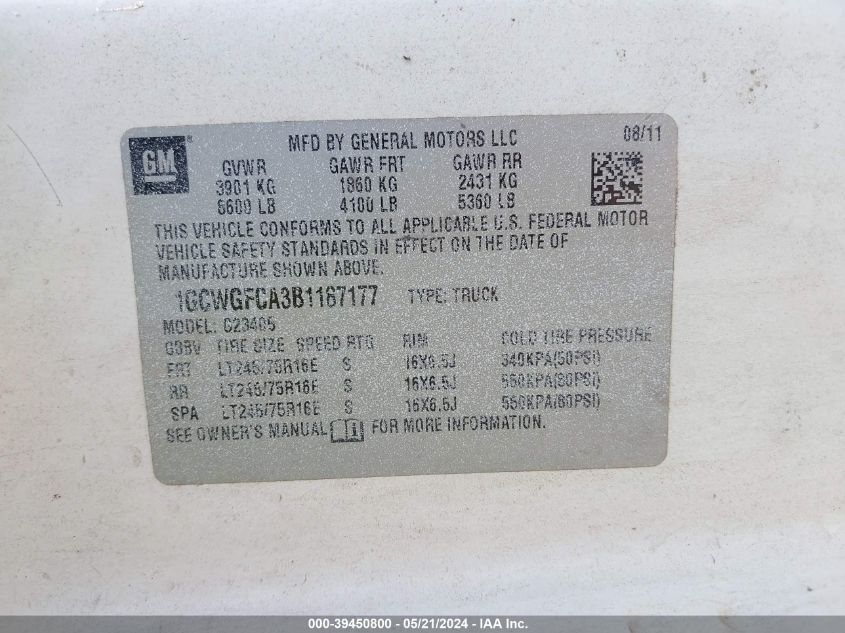 GM
MFD BY GENERAL MOTORS LLC 08/11
GVWR GAWR FRT GAWR RR
3901 KG 1860 KG 2431 KG
8600 LB 4100 LB 5360 LB
THIS VEHICLE CONFORMS TO ALL APPLICABLE U.S. FEDERAL MOTOR
VEHICLE SAFETY STANDARDS IN EFFECT ON THE DATE OF
MANUFACTURE SHOWN ABOVE.
1GCWGFCA3B1167177 TYPE: TRUCK
MODEL: G23405
TIRE SIZE SPEED RTG RIM COLD TIRE PRESSURE
FRT LT245/75R16E S 16X6.5J 340KPA(50PSI)
RR LT245/75R16E S 16X6.5J 550KPA(80PSI)
SPA LT245/75R16E S 16X6.5J 550KPA(80PSI)
SEE OWNER'S MANUAL FOR MORE INFORMATION.
000-39450800 - 05/21/2024 - IAA Inc.